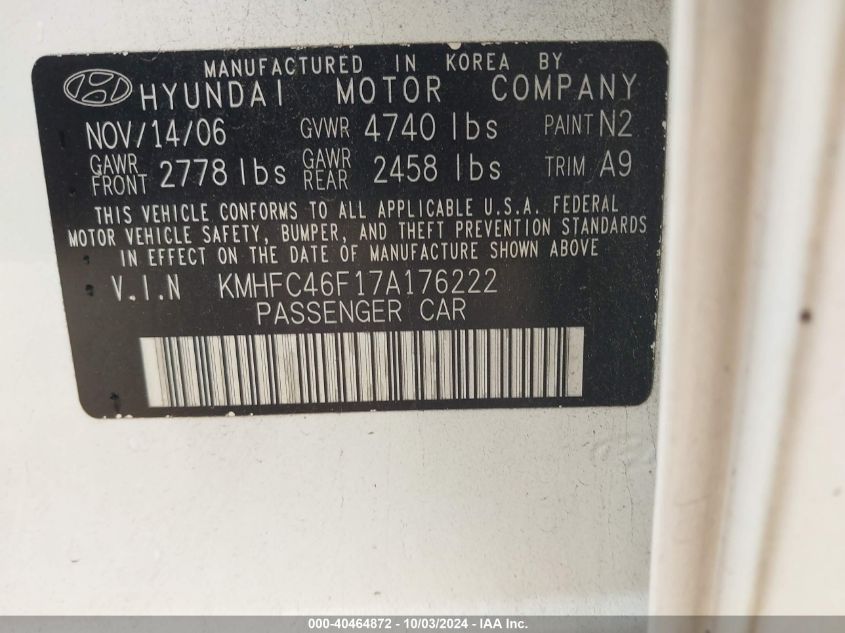 MANUFACTURED IN KOREA BY
HYUNDAI MOTOR COMPANY
NOV/14/06 GVWR 4740 lbs PAINT N2
GAWR FRONT 2778 lbs GAWR REAR 2458 lbs TRIM A9
THIS VEHICLE CONFORMS TO ALL APPLICABLE U.S.A. FEDERAL
MOTOR VEHICLE SAFETY, BUMPER, AND THEFT PREVENTION STANDARDS
IN EFFECT ON THE DATE OF MANUFACTURE SHOWN ABOVE
V.I.N KMHFC46F17A176222
PASSENGER CAR
000-40464872 - 10/03/2024 - IAA Inc.